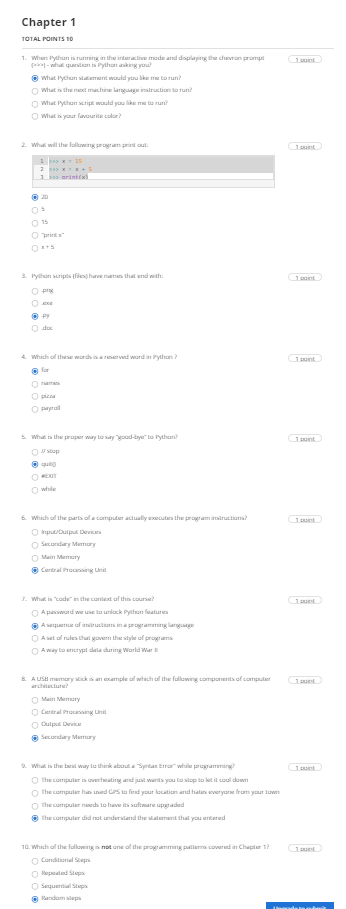 Chapter 1
TOTAL POINTS 10
1. When Python is running in the interactive mode and displaying the chevron prompt
(>>>) - what question is Python asking you?
1 point
What Python statement would you like me to run?
What is the next machine language instruction to run?
What Python script would you like me to run?
What is your favourite color?
2. What will the following program print out:
1 point
1 >>> x = 15
2 >>> x = x + 5
3 >>> print(x)
20
5
15
"print x"
x + 5
3. Python scripts (files) have names that end with:
1 point
.png
.exe
.py
.doc
4. Which of these words is a reserved word in Python ?
1 point
for
names
pizza
payroll
5. What is the proper way to say "good-bye" to Python?
1 point
// stop
quit()
#EXIT
while
6. Which of the parts of a computer actually executes the program instructions?
1 point
Input/Output Devices
Secondary Memory
Main Memory
Central Processing Unit
7. What is "code" in the context of this course?
1 point
A password we use to unlock Python features
A sequence of instructions in a programming language
A set of rules that govern the style of programs
A way to encrypt data during World War II
8. A USB memory stick is an example of which of the following components of computer
architecture?
1 point
Main Memory
Central Processing Unit
Output Device
Secondary Memory
9. What is the best way to think about a "Syntax Error" while programming?
1 point
The computer is overheating and just wants you to stop to let it cool down
The computer has used GPS to find your location and hates everyone from your town
The computer needs to have its software upgraded
The computer did not understand the statement that you entered
10. Which of the following is not one of the programming patterns covered in Chapter 1?
1 point
Conditional Steps
Repeated Steps
Sequential Steps
Random steps
Upgrade to submit